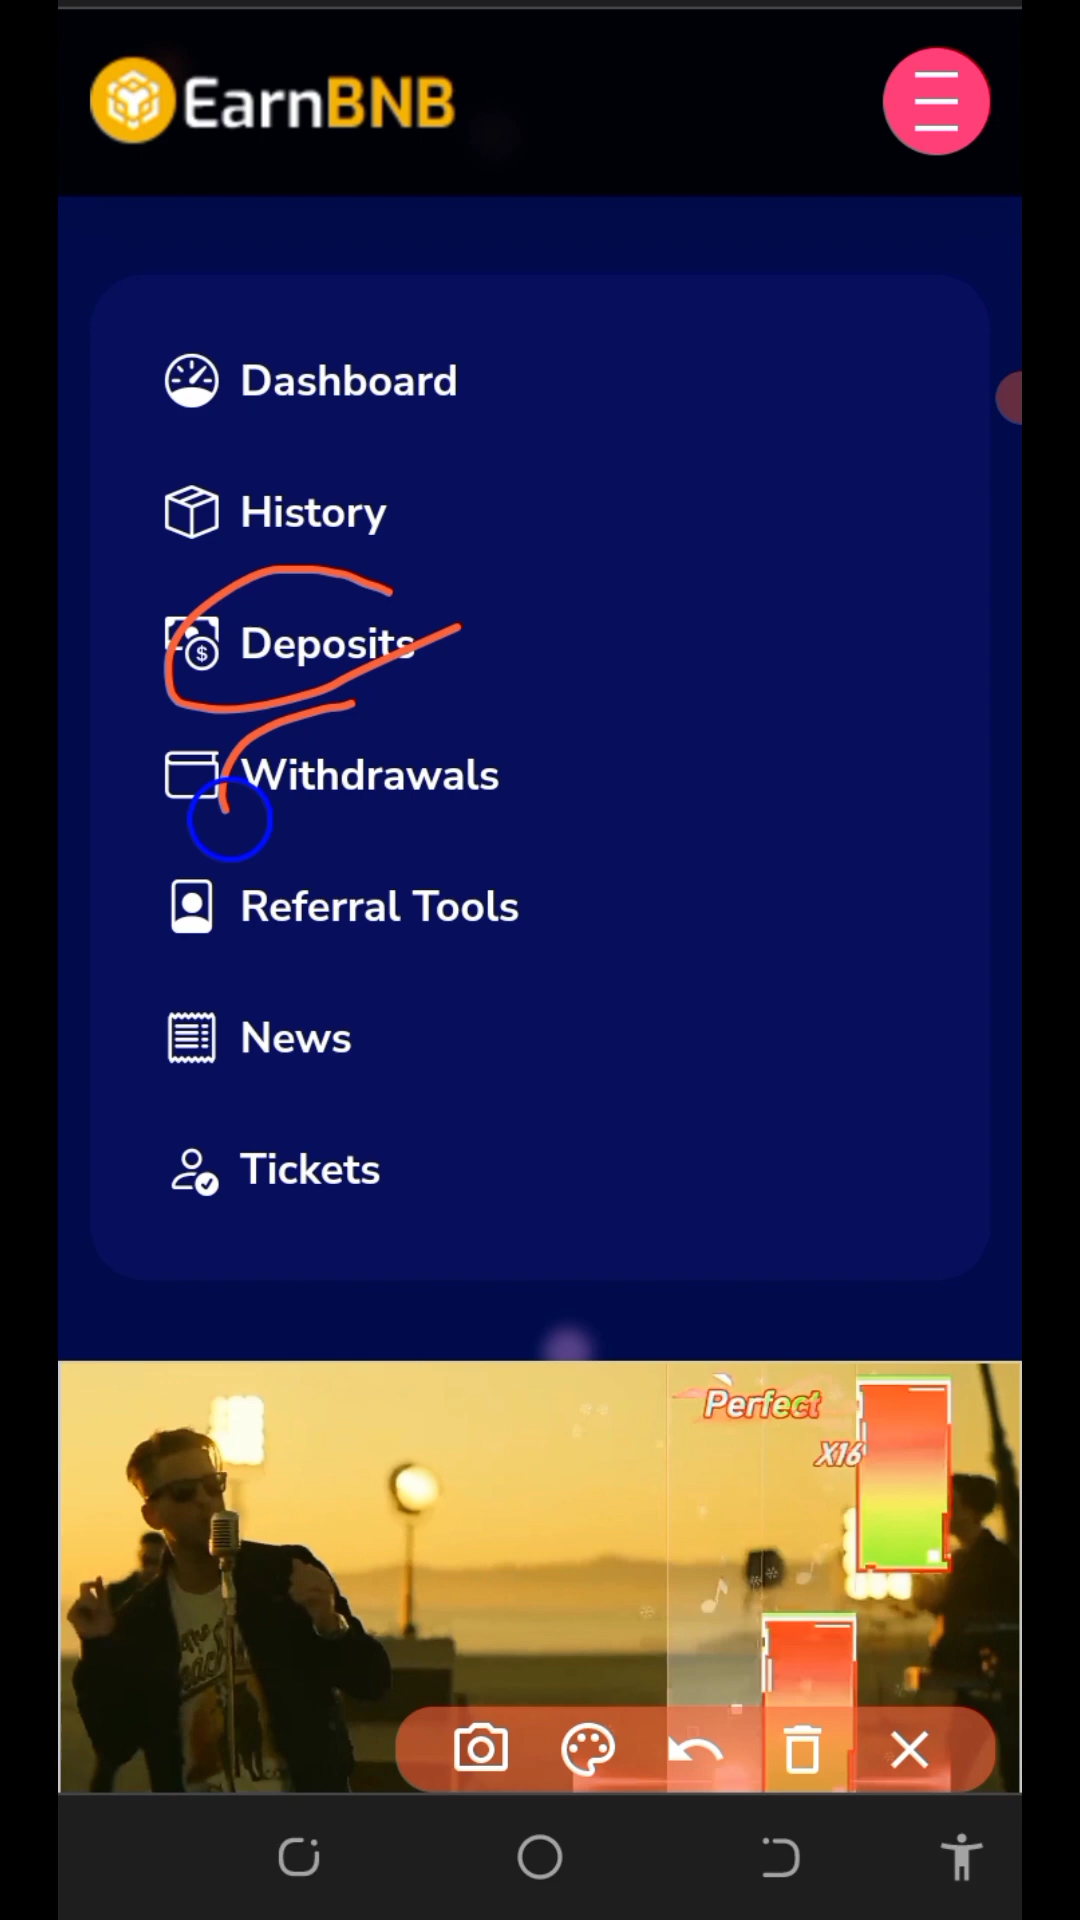 EarnBNB
Dashboard
History
Deposits
Withdrawals
Referral Tools
News
Tickets
Perfect
X16